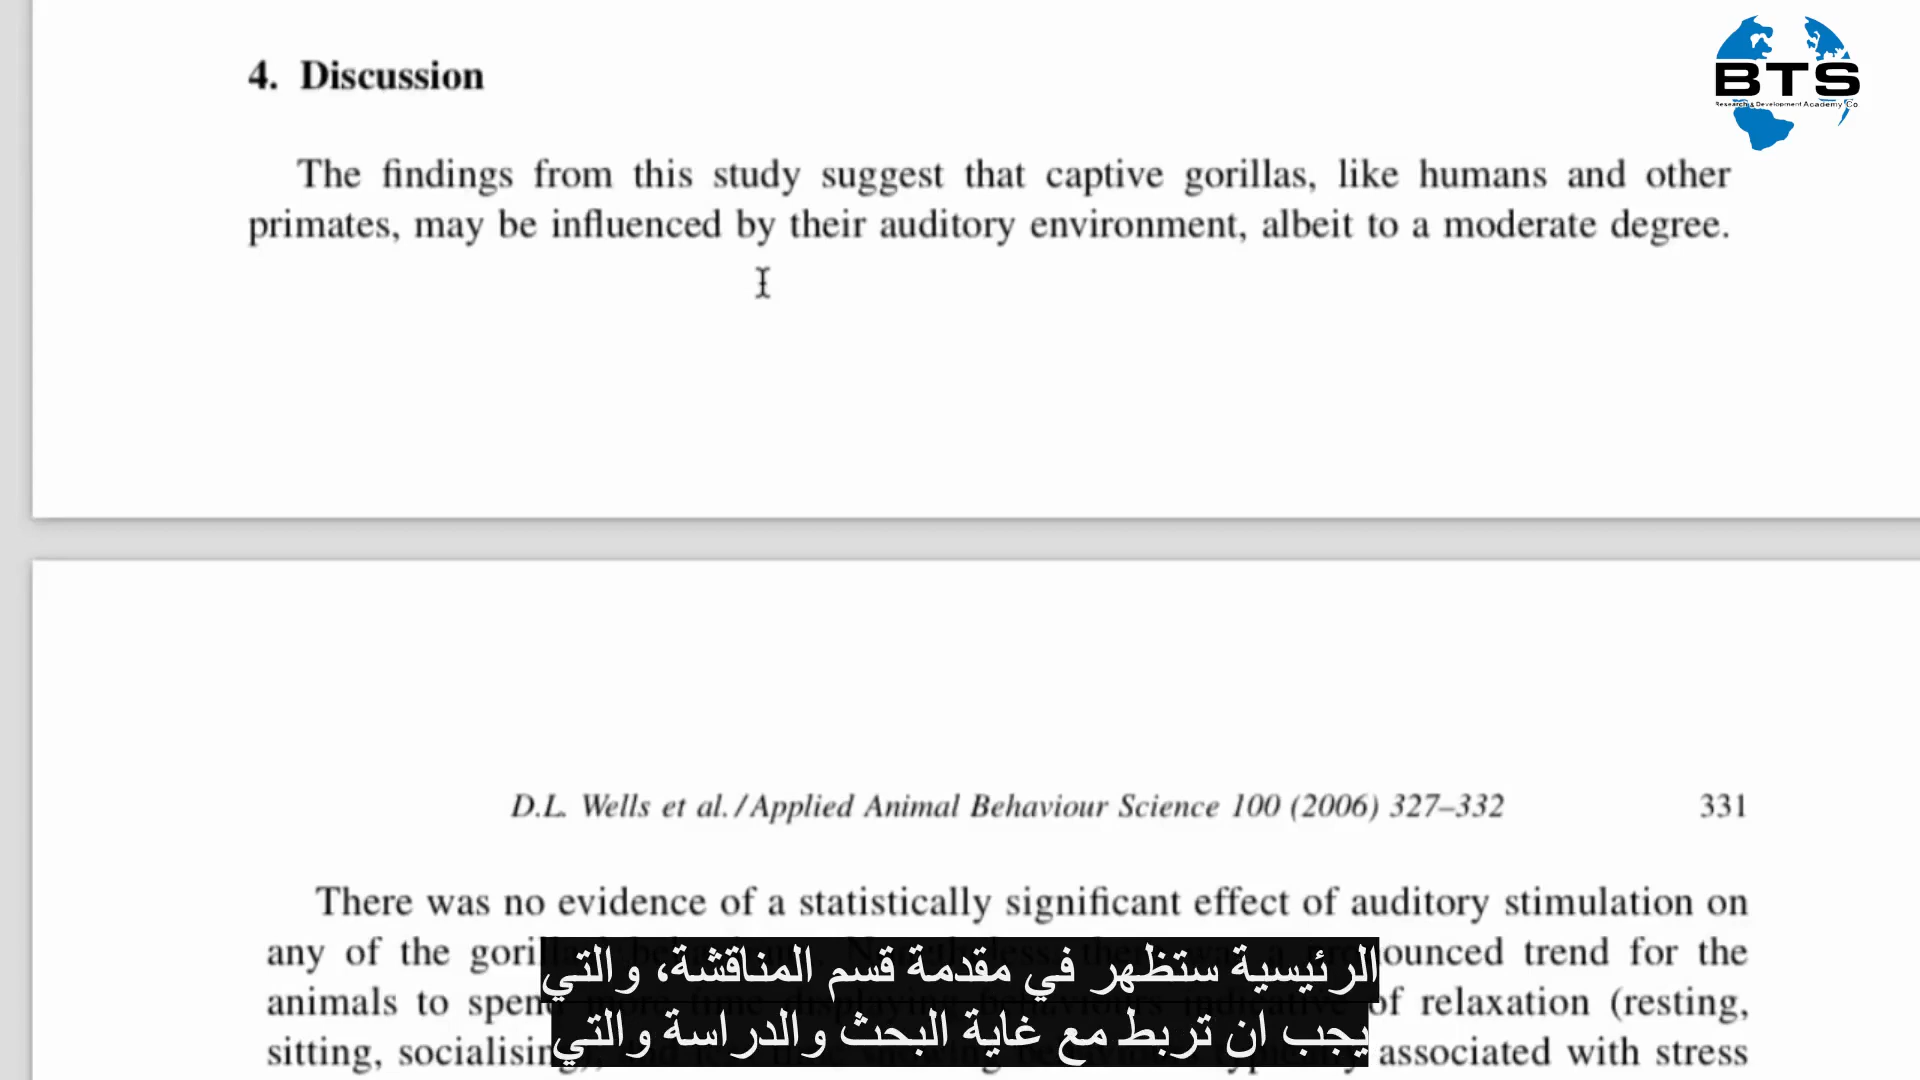 BTS
Research & Development Academy Co
4. Discussion
The findings from this study suggest that captive gorillas, like humans and other
primates, may be influenced by their auditory environment, albeit to a moderate degree.
D.L. Wells et al. / Applied Animal Behaviour Science 100 (2006) 327–332 331
There was no evidence of a statistically significant effect of auditory stimulation on
any of the ounced trend for the
animals to of relaxation (resting,
sitting, associated with stress
الرئيسية ستظهر في مقدمة قسم المناقشة، والتي
يجب ان تربط مع غاية البحث والدراسة والتي